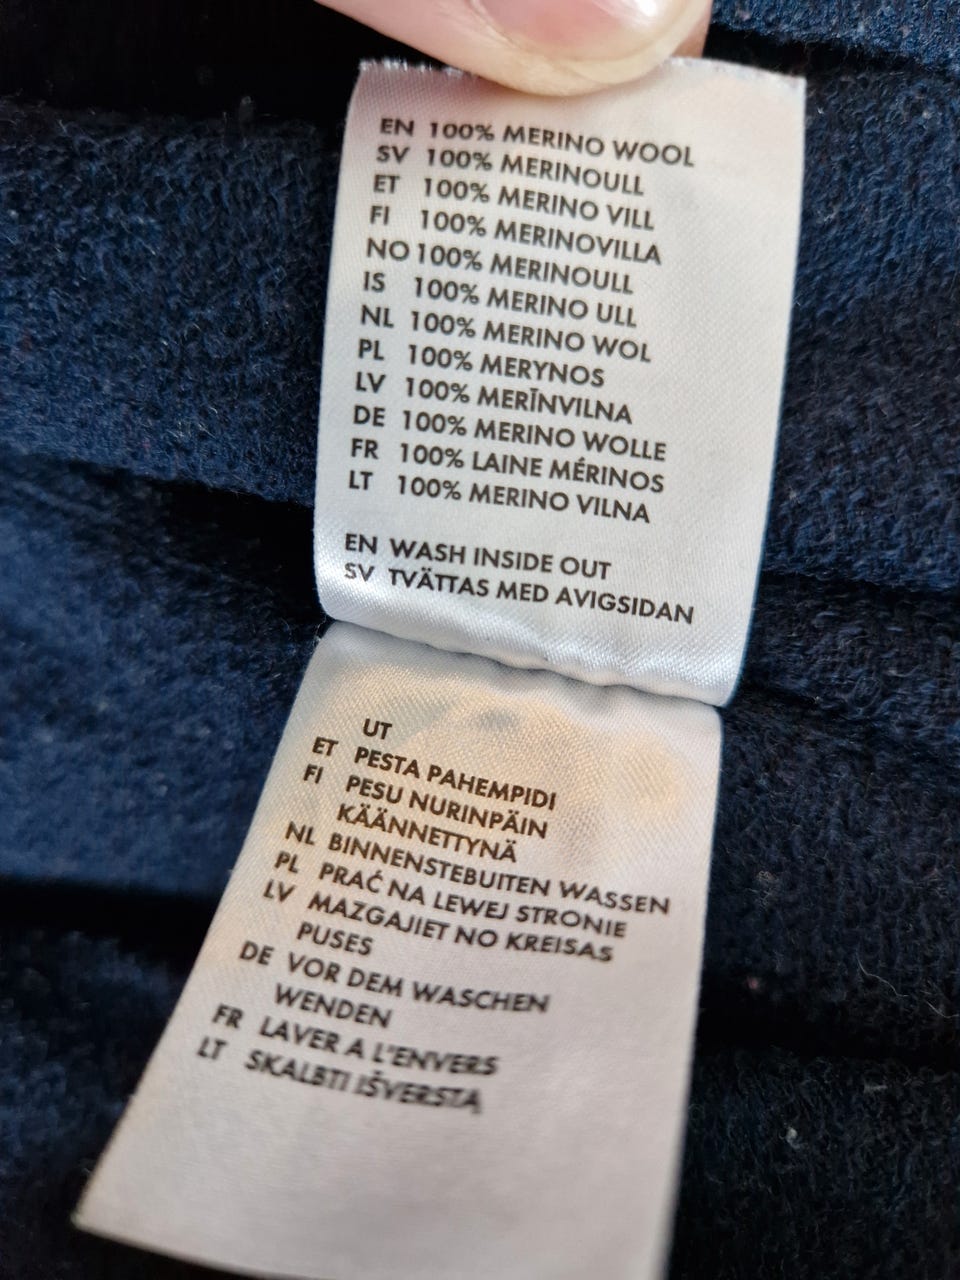 EN 100% MERINO WOOL
SV 100% MERINOULL
ET 100% MERINO VILL
FI 100% MERINOVILLA
NO 100% MERINOULL
IS 100% MERINO ULL
NL 100% MERINO WOL
PL 100% MERYNOS
LV 100% MERĪNVILNA
DE 100% MERINO WOLLE
FR 100% LAINE MÉRINOS
LT 100% MERINO VILNA
EN WASH INSIDE OUT
SV TVÄTTAS MED AVIGSIDAN
UT
ET PESTA PAHEMPIDI
FI PESU NURINPÄIN
KÄÄNNETTYNÄ
NL BINNENSTEBUITEN WASSEN
PL PRAĆ NA LEWEJ STRONIE
LV MAZGAJIET NO KREISAS
PUSES
DE VOR DEM WASCHEN
WENDEN
FR LAVER A L'ENVERS
LT SKALBTI IŠVERSTĄ